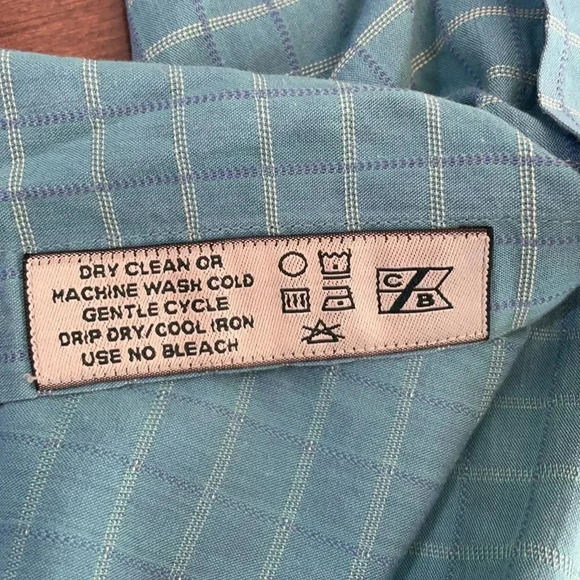 DRY CLEAN OR
MACHINE WASH COLD
GENTLE CYCLE
DRIP DRY/COOL IRON
USE NO BLEACH
C B